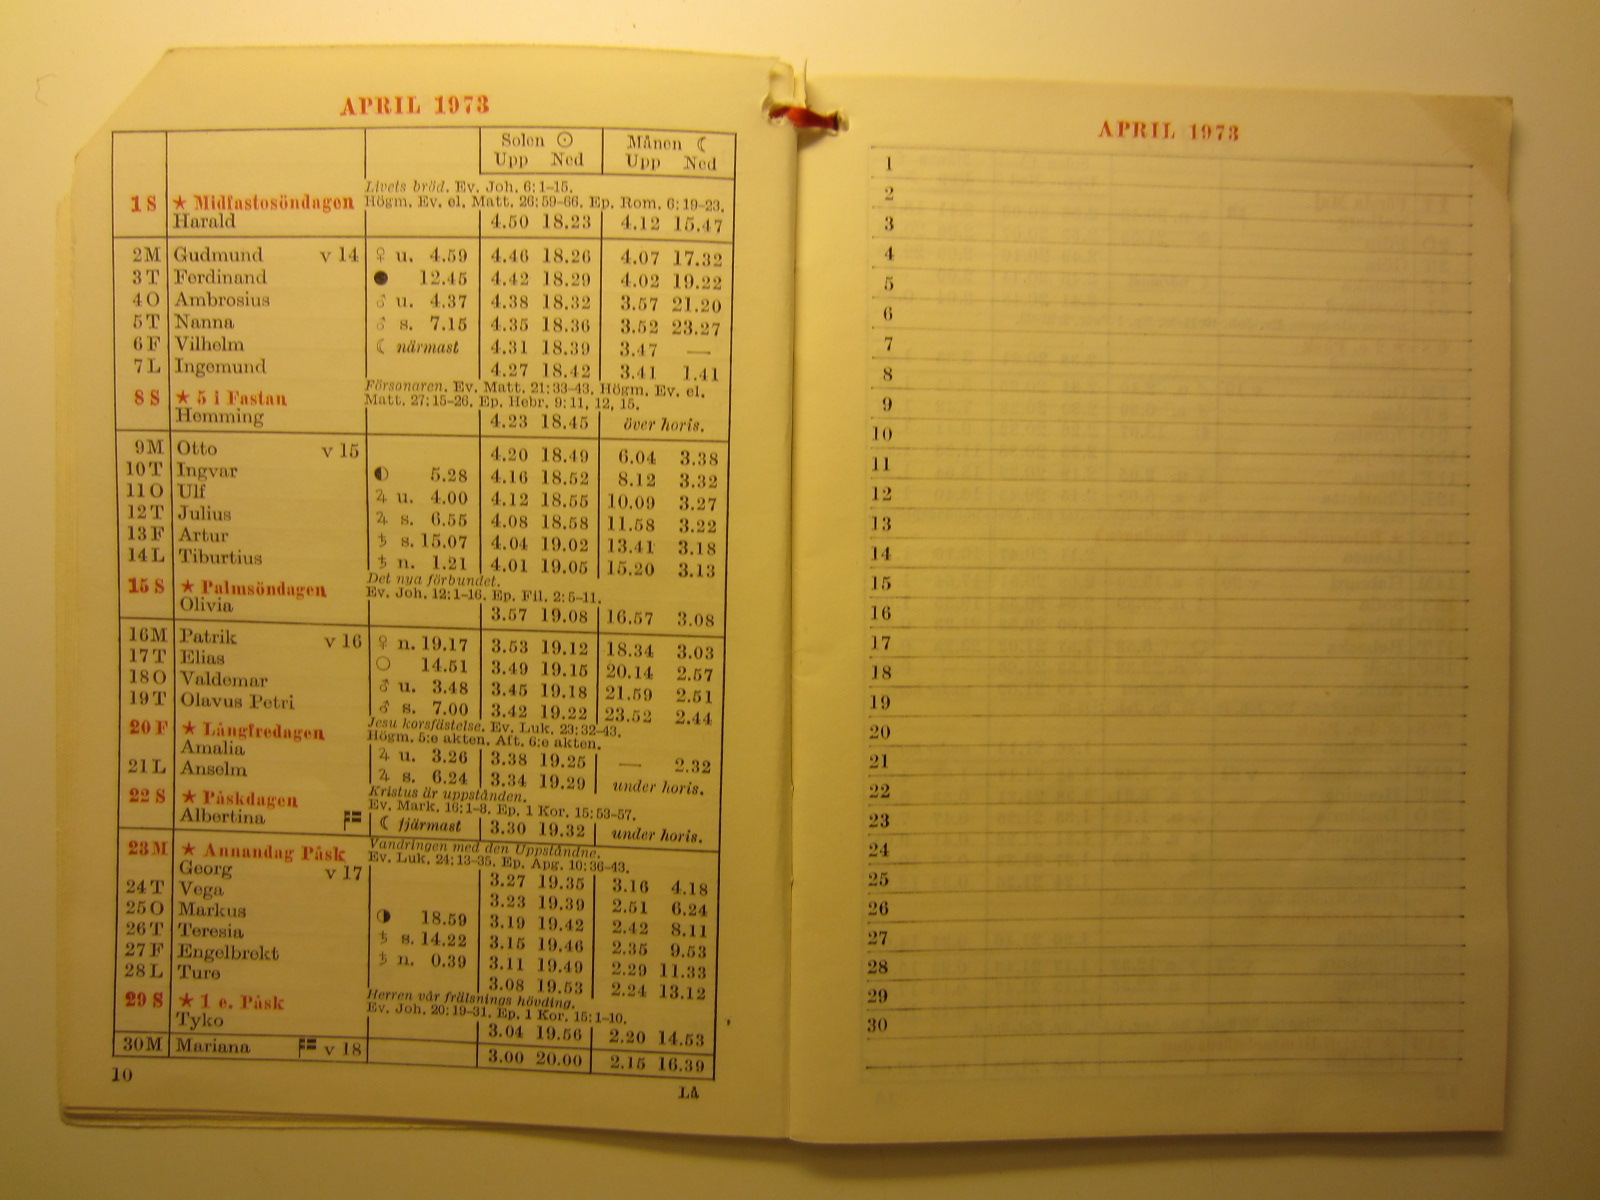 APRIL 1973
Solen ☉ Månen ☾
Upp Ned Upp Ned
Livets bröd. Ev. Joh. 6:1-15.
1 S ★ Midfastosöndagen Högm. Ev. el. Matt. 26:59-66. Ep. Rom. 6:19-23.
Harald 4.50 18.23 4.12 15.47
2 M Gudmund v 14 ♀ u. 4.59 4.46 18.26 4.07 17.32
3 T Ferdinand ● 12.45 4.42 18.29 4.02 19.22
4 O Ambrosius ♂ u. 4.37 4.38 18.32 3.57 21.20
5 T Nanna ♂ s. 7.15 4.35 18.36 3.52 23.27
6 F Vilhelm ☾ närmast 4.31 18.39 3.47 —
7 L Ingemund 4.27 18.42 3.41 1.41
Försonaren. Ev. Matt. 21:33-43. Högm. Ev. el.
8 S ★ 5 i Fastan Matt. 27:15-26. Ep. Hebr. 9:11, 12, 15.
Hemming 4.23 18.45 över horis.
9 M Otto v 15 4.20 18.49 6.04 3.38
10 T Ingvar ◐ 5.28 4.16 18.52 8.12 3.32
11 O Ulf ♃ u. 4.00 4.12 18.55 10.09 3.27
12 T Julius ♃ s. 6.55 4.08 18.58 11.58 3.22
13 F Artur ♄ s. 15.07 4.04 19.02 13.41 3.18
14 L Tiburtius ♄ n. 1.21 4.01 19.05 15.20 3.13
Det nya förbundet.
15 S ★ Palmsöndagen Ev. Joh. 12:1-16. Ep. Fil. 2:5-11.
Olivia 3.57 19.08 16.57 3.08
16 M Patrik v 16 ♀ n. 19.17 3.53 19.12 18.34 3.03
17 T Elias ○ 14.51 3.49 19.15 20.14 2.57
18 O Valdemar ♂ u. 3.48 3.45 19.18 21.59 2.51
19 T Olavus Petri ♂ s. 7.00 3.42 19.22 23.52 2.44
Jesu korsfästelse. Ev. Luk. 23:32-43.
20 F ★ Långfredagen Högm. 5:e akten. Aft. 6:e akten.
Amalia ♃ u. 3.26 3.38 19.25 — 2.32
21 L Anselm ♃ s. 6.24 3.34 19.29 under horis.
Kristus är uppstånden.
22 S ★ Påskdagen Ev. Mark. 16:1-8. Ep. 1 Kor. 15:53-57.
Albertina ☾ fjärmast 3.30 19.32 under horis.
Vandringen med den Uppståndne.
23 M ★ Annandag Påsk Ev. Luk. 24:13-35. Ep. Apg. 10:36-43.
Georg v 17 3.27 19.35 3.16 4.18
24 T Vega 3.23 19.39 2.51 6.24
25 O Markus ◑ 18.59 3.19 19.42 2.42 8.11
26 T Teresia ♄ s. 14.22 3.15 19.46 2.35 9.53
27 F Engelbrekt ♄ n. 0.39 3.11 19.49 2.29 11.33
28 L Ture 3.08 19.53 2.24 13.12
Herren vår frälsnings hövding.
29 S ★ 1 e. Påsk Ev. Joh. 20:19-31. Ep. 1 Kor. 15:1-10.
Tyko 3.04 19.56 2.20 14.53
30 M Mariana v 18 3.00 20.00 2.15 16.39
10 LÅ
APRIL 1973
1
2
3
4
5
6
7
8
9
10
11
12
13
14
15
16
17
18
19
20
21
22
23
24
25
26
27
28
29
30